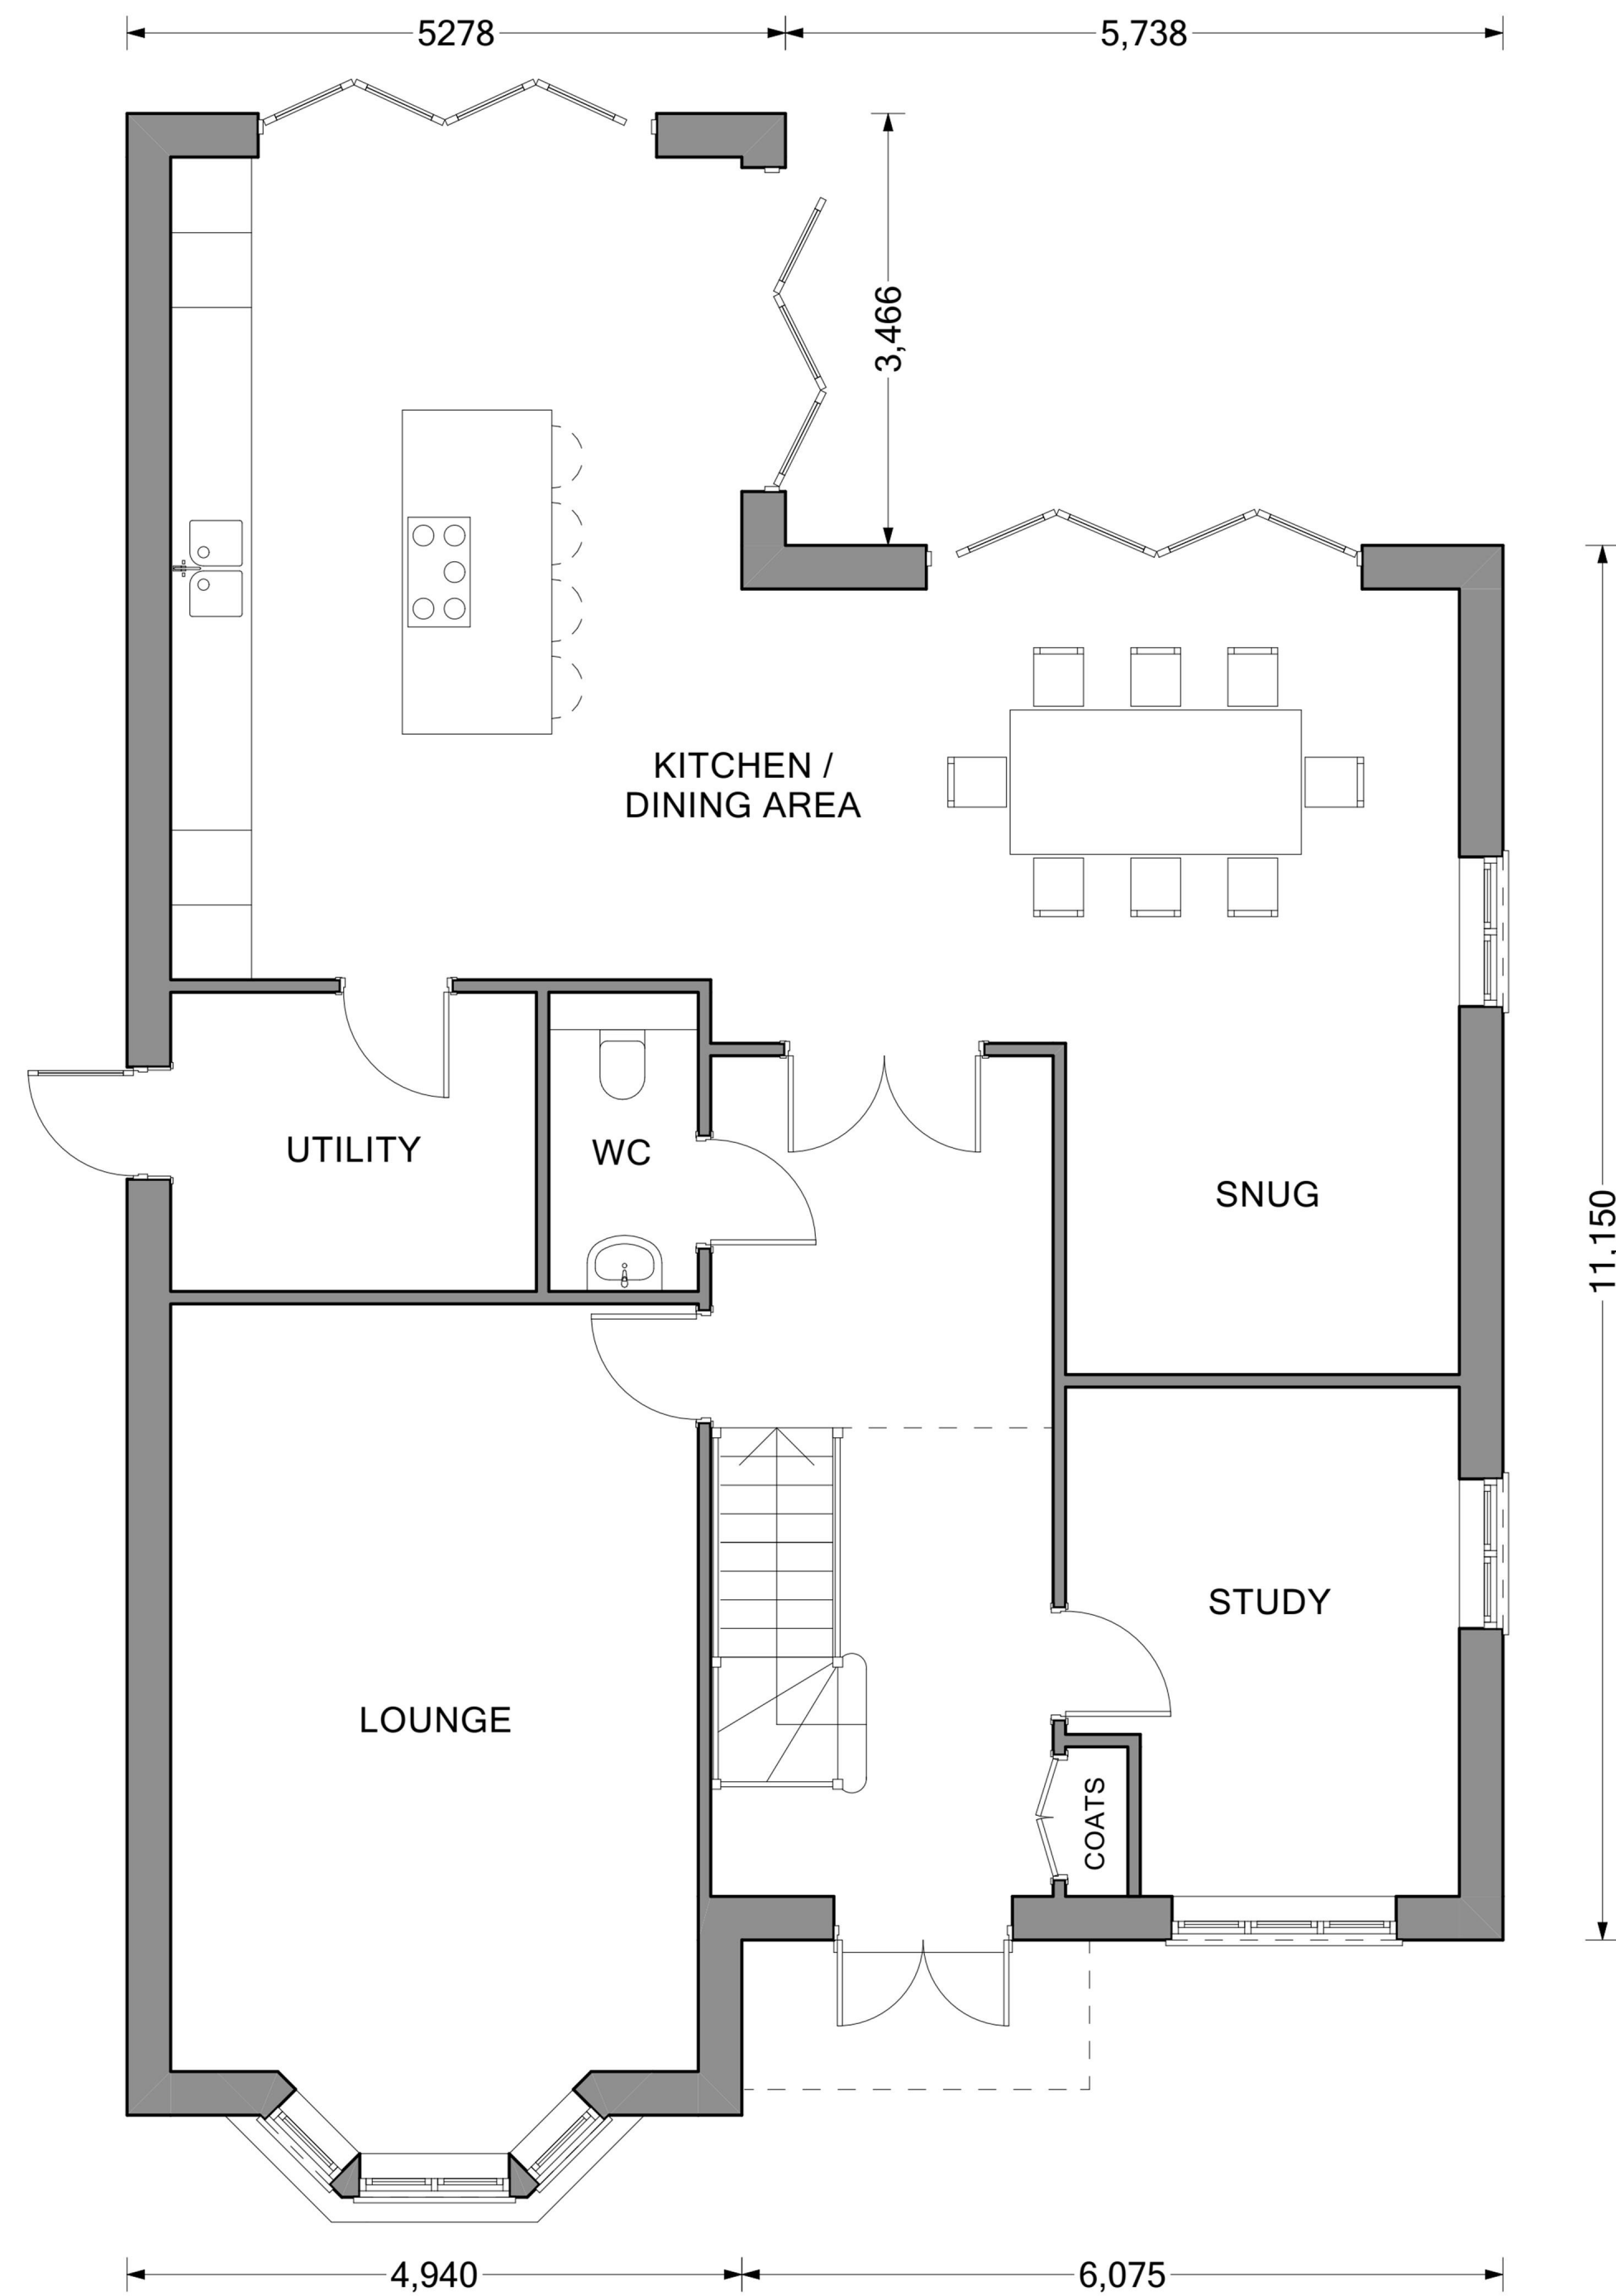 5278
5,738
3,466
KITCHEN /
DINING AREA
UTILITY
WC
SNUG
11,150
STUDY
LOUNGE
COATS
4,940
6,075